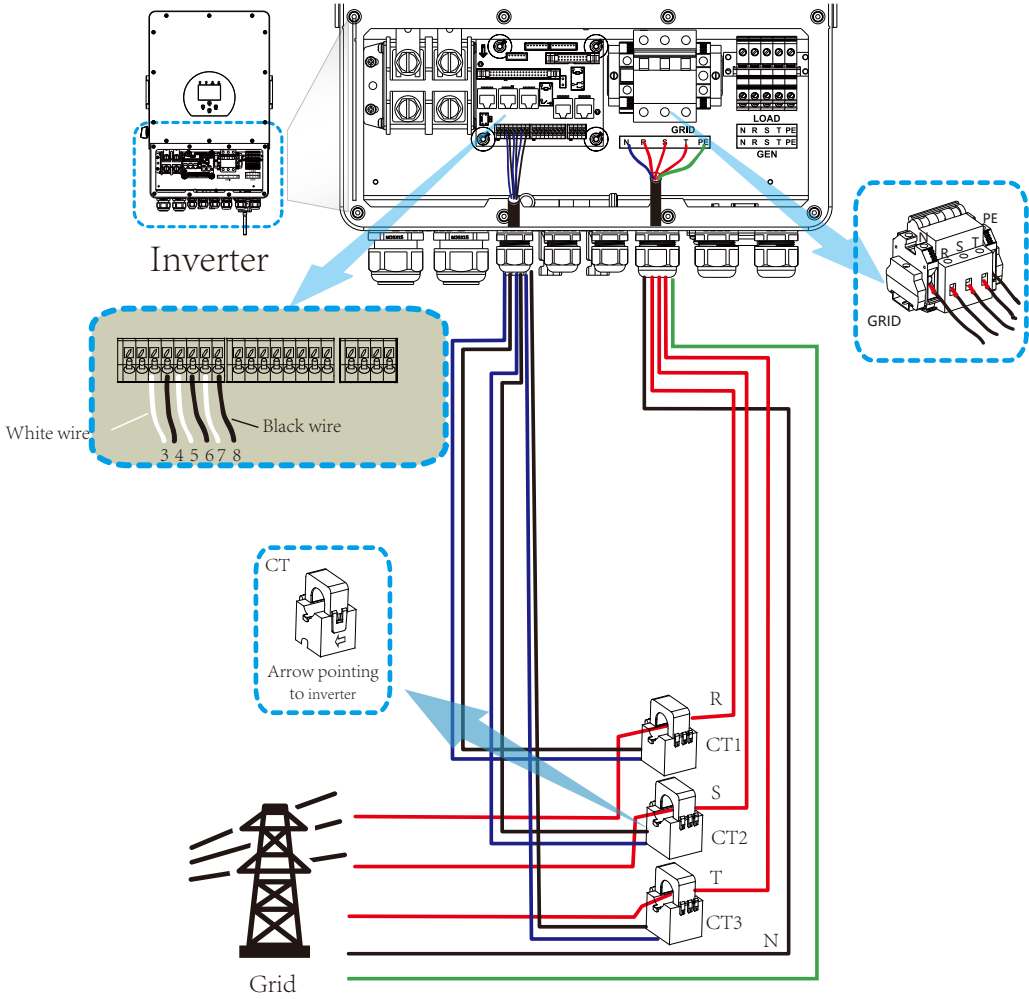 LOAD
N R S T PE
GRID
N R S T PE
N R S T PE
GEN
Inverter
PE
N
R S T
GRID
White wire
Black wire
3 4 5 6 7 8
CT
Arrow pointing
to inverter
R
CT1
S
CT2
T
CT3
N
Grid